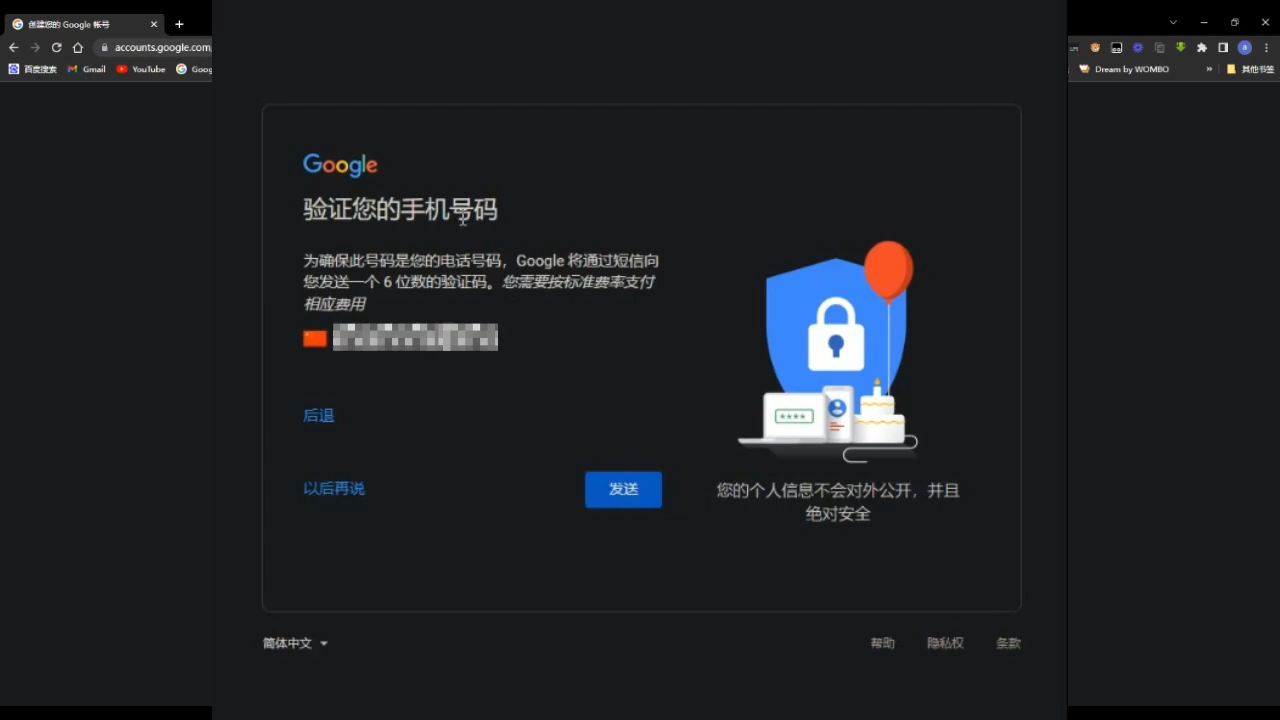 创建您的 Google 帐号
accounts.google.com
百度搜索 Gmail YouTube Goog
Dream by WOMBO » 其他书签
Google
验证您的手机号码
为确保此号码是您的电话号码，Google 将通过短信向
您发送一个 6 位数的验证码。您需要按标准费率支付
相应费用
后退
以后再说 发送
您的个人信息不会对外公开，并且
绝对安全
简体中文 帮助 隐私权 条款